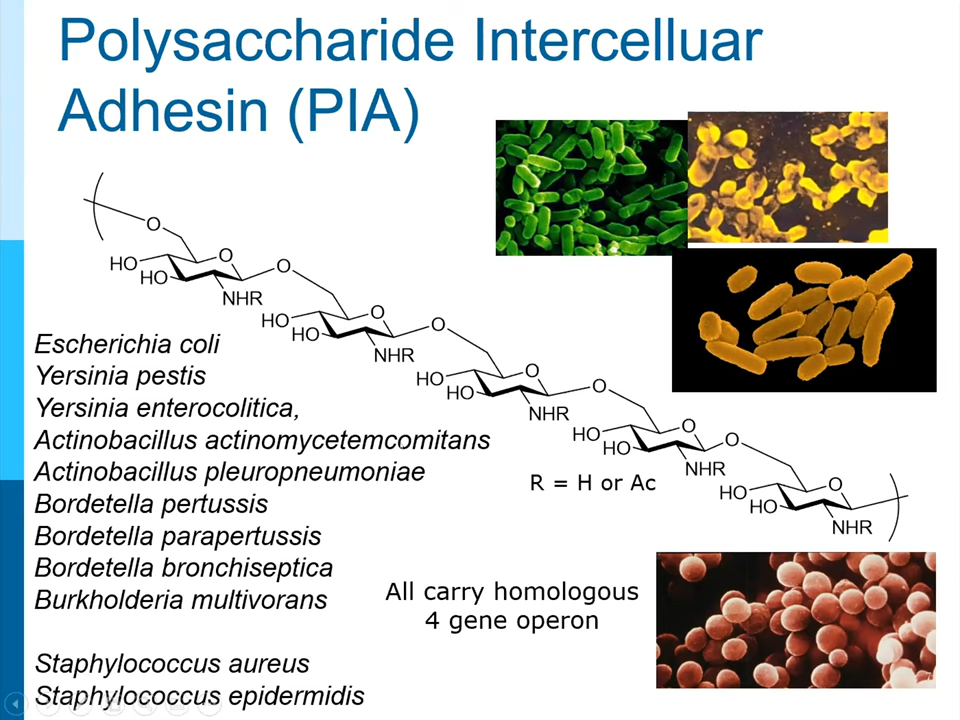 Polysaccharide Intercelluar
Adhesin (PIA)
O
O
HO
HO
NHR
O
O
HO
HO
NHR
O
O
HO
HO
NHR
O
O
HO
HO
NHR
O
O
HO
HO
NHR
R = H or Ac
Escherichia coli
Yersinia pestis
Yersinia enterocolitica,
Actinobacillus actinomycetemcomitans
Actinobacillus pleuropneumoniae
Bordetella pertussis
Bordetella parapertussis
Bordetella bronchiseptica
Burkholderia multivorans
All carry homologous
4 gene operon
Staphylococcus aureus
Staphylococcus epidermidis